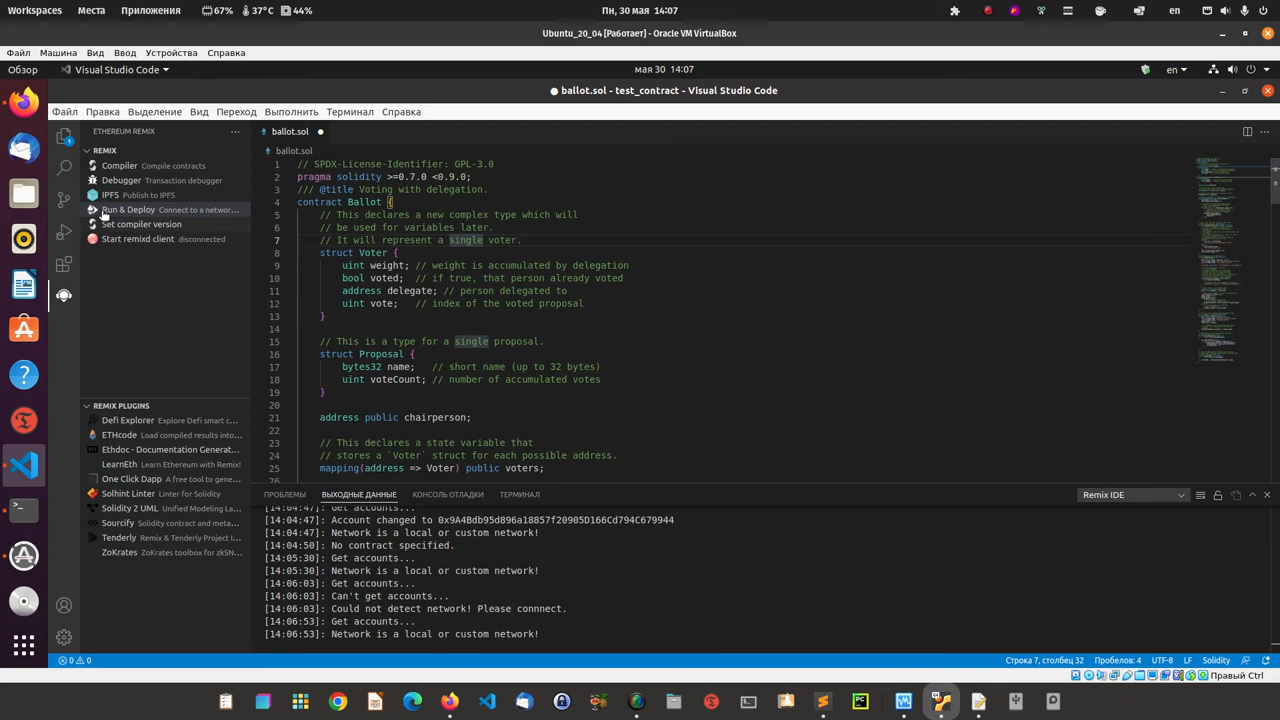 Workspaces Места Приложения 67% 37°C 44% Пн, 30 мая 14:07 en
Ubuntu_20_04 [Работает] - Oracle VM VirtualBox
Файл Машина Вид Ввод Устройства Справка
Обзор Visual Studio Code мая 30 14:07 en
● ballot.sol - test_contract - Visual Studio Code
Файл Правка Выделение Вид Переход Выполнить Терминал Справка
ETHEREUM REMIX ballot.sol
REMIX
Compiler Compile contracts
Debugger Transaction debugger
IPFS Publish to IPFS
Run & Deploy Connect to a networ...
Set compiler version
Start remixd client disconnected
REMIX PLUGINS
Defi Explorer Explore Defi smart c...
ETHcode Load compiled results into...
Ethdoc - Documentation Generat...
LearnEth Learn Ethereum with Remix!
One Click Dapp A free tool to gene...
Solhint Linter Linter for Solidity
Solidity 2 UML Unified Modeling La...
Sourcify Solidity contract and meta...
Tenderly Remix & Tenderly Project I...
ZoKrates ZoKrates toolbox for zkSN...
ballot.sol
1 // SPDX-License-Identifier: GPL-3.0
2 pragma solidity >=0.7.0 <0.9.0;
3 /// @title Voting with delegation.
4 contract Ballot {
5 // This declares a new complex type which will
6 // be used for variables later.
7 // It will represent a single voter.
8 struct Voter {
9 uint weight; // weight is accumulated by delegation
10 bool voted; // if true, that person already voted
11 address delegate; // person delegated to
12 uint vote; // index of the voted proposal
13 }
14
15 // This is a type for a single proposal.
16 struct Proposal {
17 bytes32 name; // short name (up to 32 bytes)
18 uint voteCount; // number of accumulated votes
19 }
20
21 address public chairperson;
22
23 // This declares a state variable that
24 // stores a `Voter` struct for each possible address.
25 mapping(address => Voter) public voters;
26
ПРОБЛЕМЫ ВЫХОДНЫЕ ДАННЫЕ КОНСОЛЬ ОТЛАДКИ ТЕРМИНАЛ Remix IDE
[14:04:47]: Get accounts...
[14:04:47]: Account changed to 0x9A4Bdb95d896a18857f20905D166Cd794C679944
[14:04:47]: Network is a local or custom network!
[14:04:50]: No contract specified.
[14:05:30]: Get accounts...
[14:05:30]: Network is a local or custom network!
[14:06:03]: Get accounts...
[14:06:03]: Can't get accounts...
[14:06:03]: Could not detect network! Please connnect.
[14:06:53]: Get accounts...
[14:06:53]: Network is a local or custom network!
0 0 Строка 7, столбец 32 Пробелов: 4 UTF-8 LF Solidity
Правый Ctrl